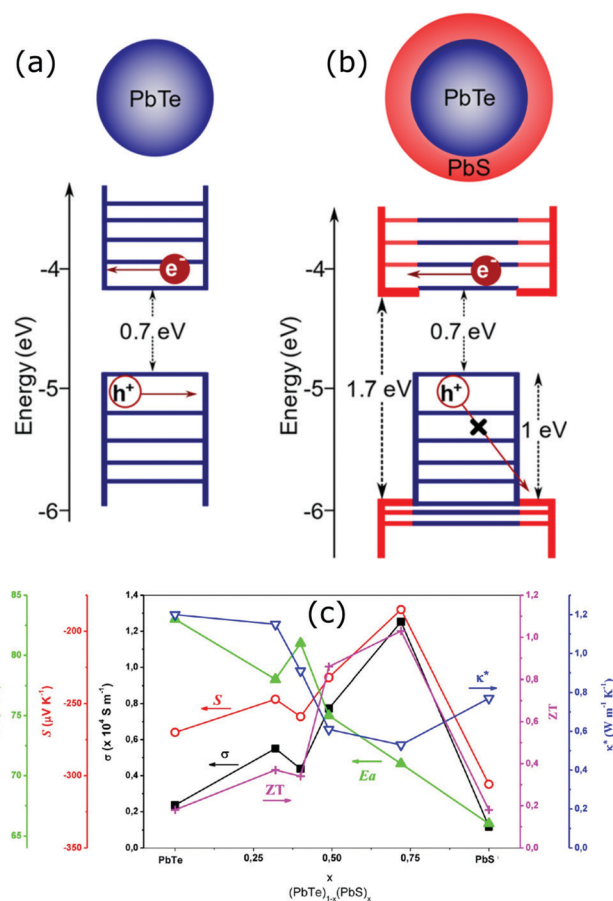 (a)
(b)
PbTe
PbTe
PbS
Energy (eV)
-4
-5
-6
e-
0.7 eV
h+
Energy (eV)
-4
-5
-6
e-
0.7 eV
1.7 eV
h+
1 eV
(c)
85
80
75
70
65
S (μV K⁻¹)
-200
-250
-300
-350
σ (x 10⁴ S m⁻¹)
1,4
1,2
1,0
0,8
0,6
0,4
0,2
0,0
S
σ
ZT
Ea
κ*
1,2
1,0
0,8
0,6
0,4
0,2
0,0
ZT
1,2
1,0
0,8
0,6
0,4
0,2
0,0
κ* (W m⁻¹ K⁻¹)
PbTe
0,25
0,50
0,75
PbS
x
(PbTe)₁₋ₓ(PbS)ₓ